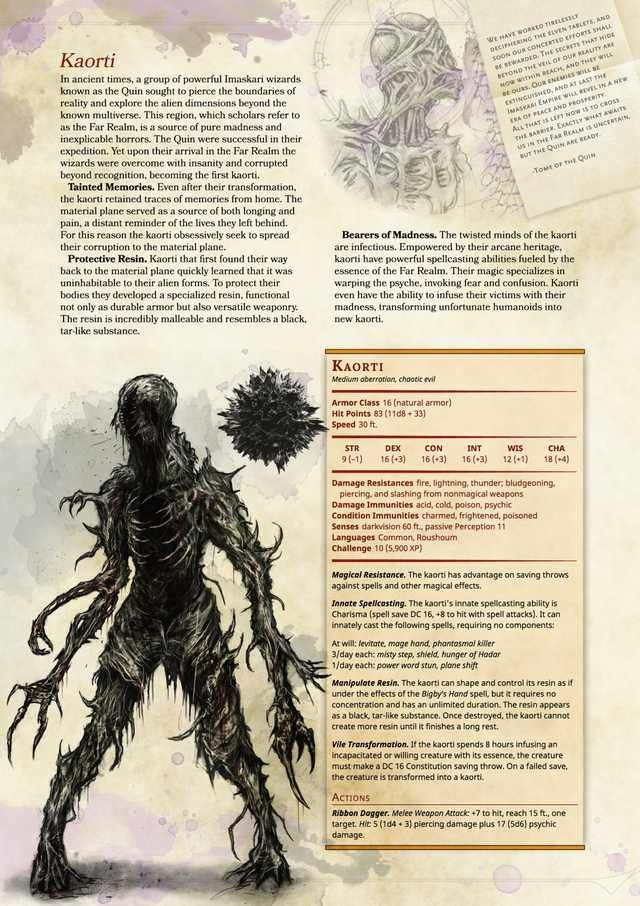 Kaorti
In ancient times, a group of powerful Imaskari wizards
known as the Quin sought to pierce the boundaries of
reality and explore the alien dimensions beyond the
known multiverse. This region, which scholars refer to
as the Far Realm, is a source of pure madness and
inexplicable horrors. The Quin were successful in their
expedition. Yet upon their arrival in the Far Realm the
wizards were overcome with insanity and corrupted
beyond recognition, becoming the first kaorti.
Tainted Memories. Even after their transformation,
the kaorti retained traces of memories from home. The
material plane served as a source of both longing and
pain, a distant reminder of the lives they left behind.
For this reason the kaorti obsessively seek to spread
their corruption to the material plane.
Protective Resin. Kaorti that first found their way
back to the material plane quickly learned that it was
uninhabitable to their alien forms. To protect their
bodies they developed a specialized resin, functional
not only as durable armor but also versatile weaponry.
The resin is incredibly malleable and resembles a black,
tar-like substance.
We have worked tirelessly
deciphering the elven tablets, and
soon our concerted efforts shall
be rewarded. The secrets that hide
beyond the veil of our reality are
now within reach, and they will
be ours. Our enemies will be
extinguished, and at last the
Imaskari Empire will revel in a new
era of peace and prosperity.
All that is left now is to cross
the barrier. Exactly what awaits
us in the Far Realm is uncertain,
but the Quin are ready.
-Tome of the Quin
Bearers of Madness. The twisted minds of the kaorti
are infectious. Empowered by their arcane heritage,
kaorti have powerful spellcasting abilities fueled by the
essence of the Far Realm. Their magic specializes in
warping the psyche, invoking fear and confusion. Kaorti
even have the ability to infuse their victims with their
madness, transforming unfortunate humanoids into
new kaorti.
Kaorti
Medium aberration, chaotic evil
Armor Class 16 (natural armor)
Hit Points 83 (11d8 + 33)
Speed 30 ft.
STR DEX CON INT WIS CHA
9 (–1) 16 (+3) 16 (+3) 16 (+3) 12 (+1) 18 (+4)
Damage Resistances fire, lightning, thunder; bludgeoning,
piercing, and slashing from nonmagical weapons
Damage Immunities acid, cold, poison, psychic
Condition Immunities charmed, frightened, poisoned
Senses darkvision 60 ft., passive Perception 11
Languages Common, Roushoum
Challenge 10 (5,900 XP)
Magical Resistance. The kaorti has advantage on saving throws
against spells and other magical effects.
Innate Spellcasting. The kaorti's innate spellcasting ability is
Charisma (spell save DC 16, +8 to hit with spell attacks). It can
innately cast the following spells, requiring no components:
At will: levitate, mage hand, phantasmal killer
3/day each: misty step, shield, hunger of Hadar
1/day each: power word stun, plane shift
Manipulate Resin. The kaorti can shape and control its resin as if
under the effects of the Bigby's Hand spell, but it requires no
concentration and has an unlimited duration. The resin appears
as a black, tar-like substance. Once destroyed, the kaorti cannot
create more resin until it finishes a long rest.
Vile Transformation. If the kaorti spends 8 hours infusing an
incapacitated or willing creature with its essence, the creature
must make a DC 16 Constitution saving throw. On a failed save,
the creature is transformed into a kaorti.
Actions
Ribbon Dagger. Melee Weapon Attack: +7 to hit, reach 15 ft., one
target. Hit: 5 (1d4 + 3) piercing damage plus 17 (5d6) psychic
damage.